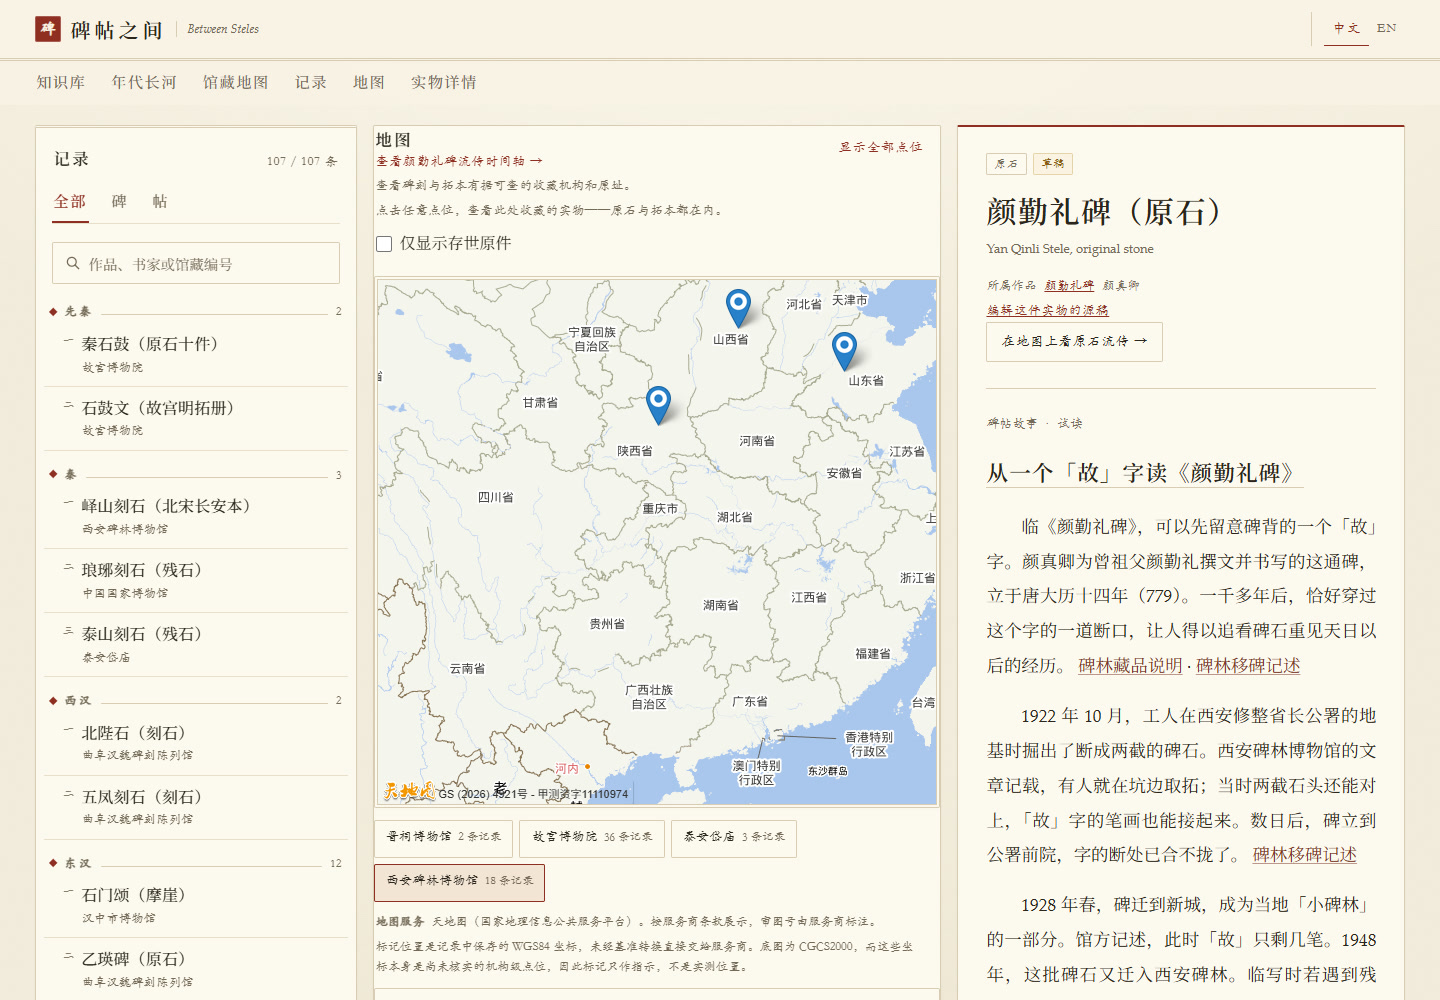 碑 碑帖之间 Between Steles
中文 EN
知识库 年代长河 馆藏地图 记录 地图 实物详情
记录 107 / 107 条
全部 碑 帖
作品、书家或馆藏编号
先秦 2
一 秦石鼓（原石十件）
故宫博物院
二 石鼓文（故宫明拓册）
故宫博物院
秦 3
一 峄山刻石（北宋长安本）
西安碑林博物馆
二 琅琊刻石（残石）
中国国家博物馆
三 泰山刻石（残石）
泰安岱庙
西汉 2
一 北陛石（刻石）
曲阜汉魏碑刻陈列馆
二 五凤刻石（刻石）
曲阜汉魏碑刻陈列馆
东汉 12
一 石门颂（摩崖）
汉中市博物馆
二 乙瑛碑（原石）
曲阜汉魏碑刻陈列馆
地图
查看颜勤礼碑流传时间轴 →
显示全部点位
查看碑刻与拓本有据可查的收藏机构和原址。
点击任意点位，查看此处收藏的实物——原石与拓本都在内。
仅显示存世原件
河北省 天津市
宁夏回族
自治区
山西省
山东省
甘肃省
陕西省
河南省
江苏省
安徽省
四川省
重庆市
湖北省
上
浙江省
湖南省
江西省
贵州省
福建省
云南省
广西壮族
自治区
广东省
台湾
香港特别
行政区
澳门特别
行政区
东沙群岛
河内
老
天地图 GS (2026) 4321号 - 甲测资字11110974
晋祠博物馆 2 条记录
故宫博物院 36 条记录
泰安岱庙 3 条记录
西安碑林博物馆 18 条记录
地图服务 天地图（国家地理信息公共服务平台）。按服务商条款展示，审图号由服务商标注。
标记位置是记录中保存的 WGS84 坐标，未经基准转换直接交给服务商。底图为 CGCS2000，而这些坐
标本身是尚未核实的机构级点位，因此标记只作指示，不是实测位置。
原石 草稿
颜勤礼碑（原石）
Yan Qinli Stele, original stone
所属作品 颜勤礼碑 颜真卿
编辑这件实物的源稿
在地图上看原石流传 →
碑帖故事 · 试读
从一个「故」字读《颜勤礼碑》
临《颜勤礼碑》，可以先留意碑背的一个「故」
字。颜真卿为曾祖父颜勤礼撰文并书写的这通碑，
立于唐大历十四年（779）。一千多年后，恰好穿过
这个字的一道断口，让人得以追看碑石重见天日以
后的经历。 碑林藏品说明 · 碑林移碑记述
1922 年 10 月，工人在西安修整省长公署的地
基时掘出了断成两截的碑石。西安碑林博物馆的文
章记载，有人就在坑边取拓；当时两截石头还能对
上，「故」字的笔画也能接起来。数日后，碑立到
公署前院，字的断处已合不拢了。 碑林移碑记述
1928 年春，碑迁到新城，成为当地「小碑林」
的一部分。馆方记述，此时「故」只剩几笔。1948
年，这批碑石又迁入西安碑林。临写时若遇到残